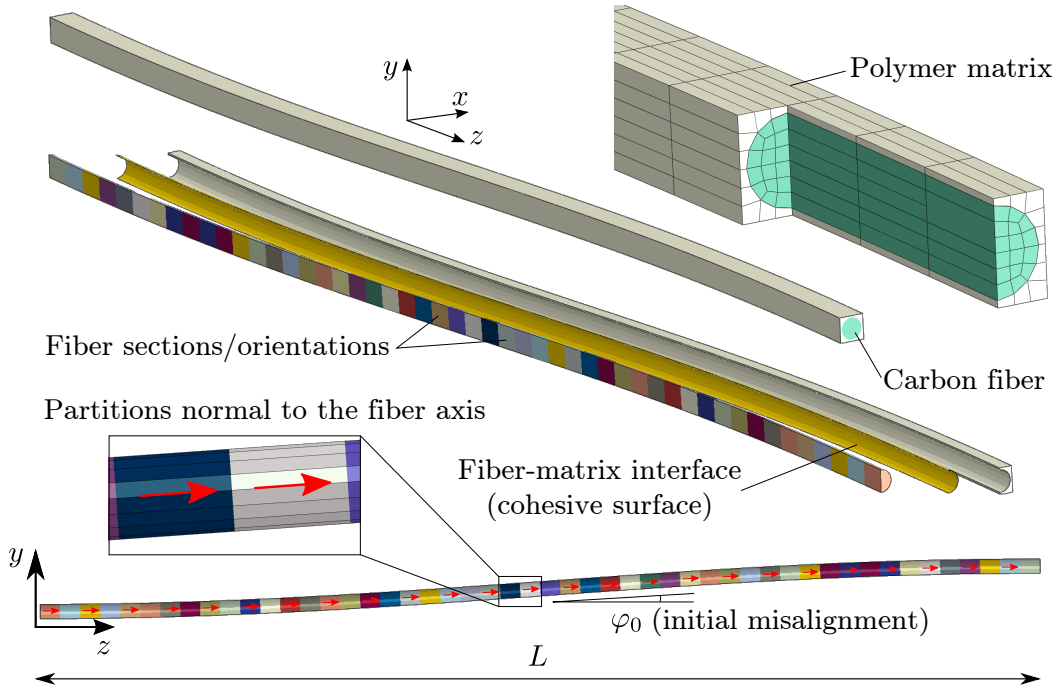 Polymer matrix
y
x
z
Fiber sections/orientations
Carbon fiber
Partitions normal to the fiber axis
Fiber-matrix interface
(cohesive surface)
y
z
φ₀ (initial misalignment)
L